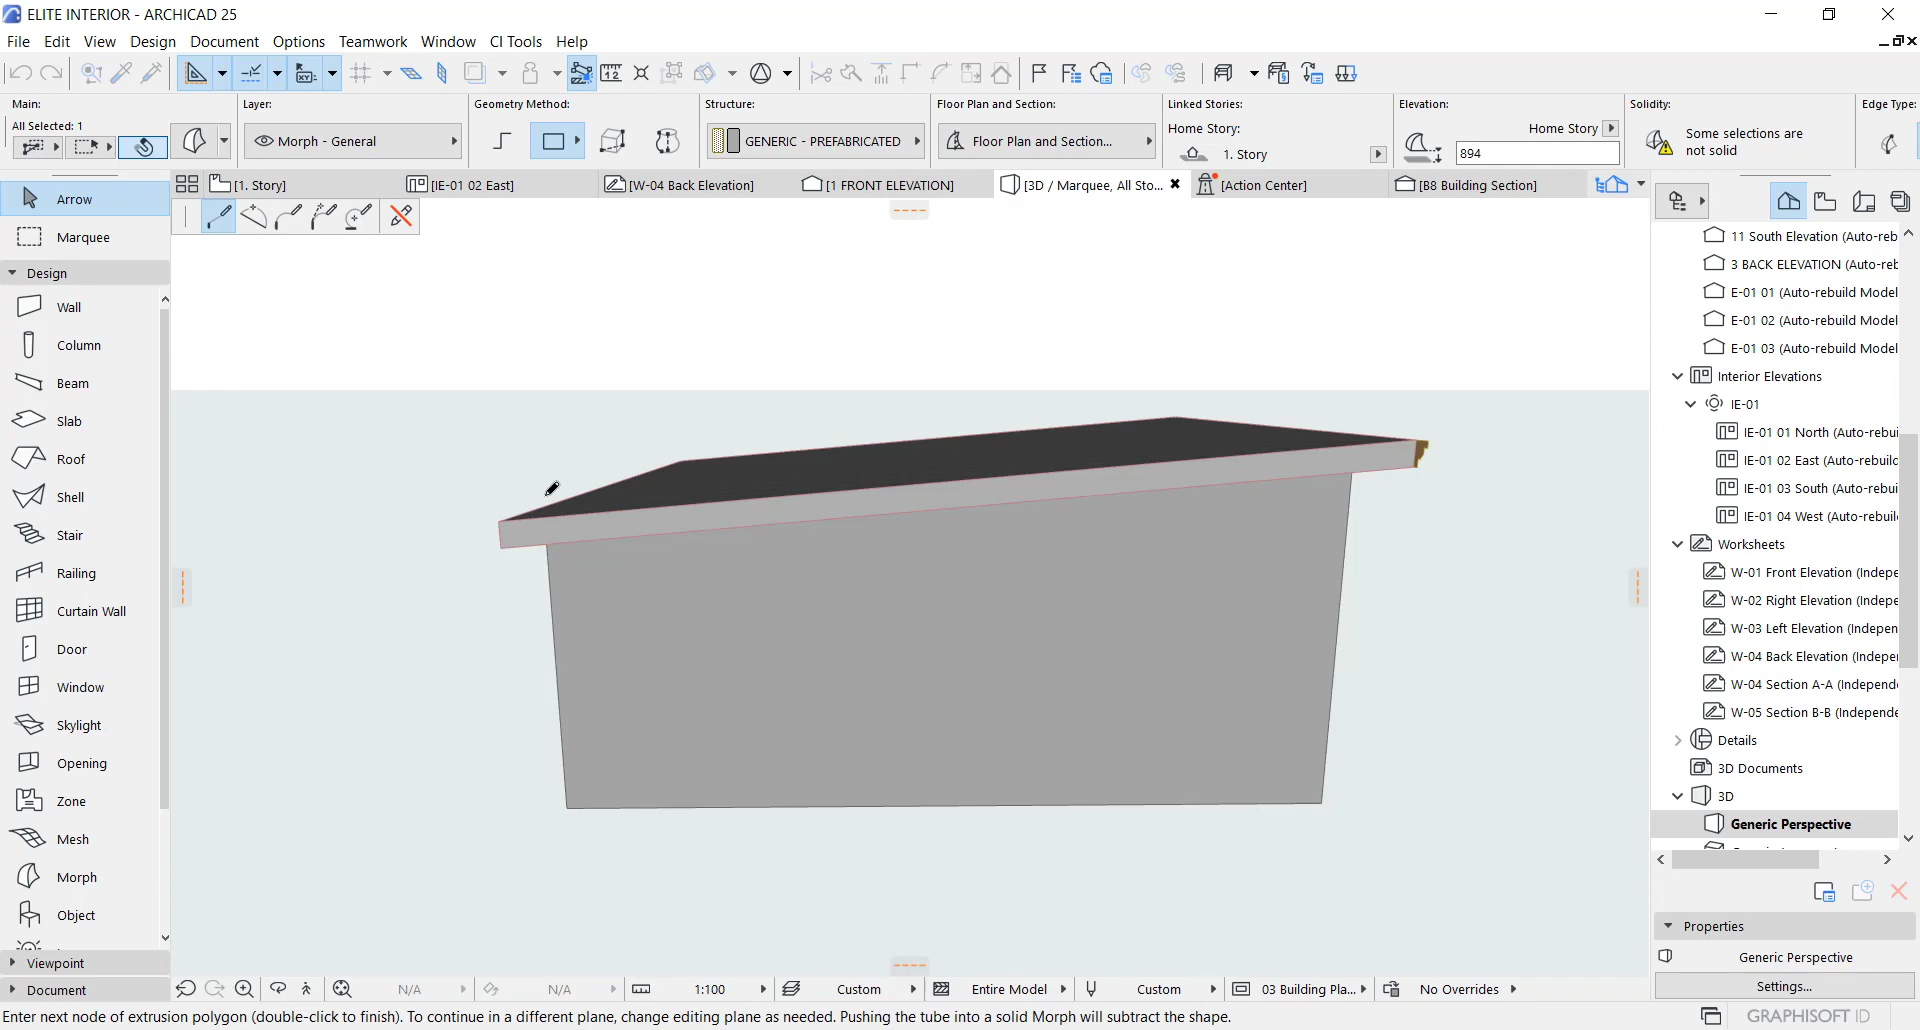 ELITE INTERIOR - ARCHICAD 25
File Edit View Design Document Options Teamwork Window CI Tools Help
Main: Layer: Geometry Method: Structure: Floor Plan and Section: Linked Stories: Elevation: Solidity: Edge Type:
All Selected: 1
Home Story: Home Story
Morph - General GENERIC - PREFABRICATED Floor Plan and Section... 1. Story 894 Some selections are
not solid
[1. Story] [IE-01 02 East] [W-04 Back Elevation] [1 FRONT ELEVATION] [3D / Marquee, All Sto... [Action Center] [B8 Building Section]
Arrow
Marquee
Design
Wall
Column
Beam
Slab
Roof
Shell
Stair
Railing
Curtain Wall
Door
Window
Skylight
Opening
Zone
Mesh
Morph
Object
Viewpoint
Document
11 South Elevation (Auto-reb
3 BACK ELEVATION (Auto-reb
E-01 01 (Auto-rebuild Model
E-01 02 (Auto-rebuild Model
E-01 03 (Auto-rebuild Model
Interior Elevations
IE-01
IE-01 01 North (Auto-rebui
IE-01 02 East (Auto-rebuild
IE-01 03 South (Auto-rebui
IE-01 04 West (Auto-rebuil
Worksheets
W-01 Front Elevation (Indepe
W-02 Right Elevation (Indepe
W-03 Left Elevation (Indepen
W-04 Back Elevation (Indepen
W-04 Section A-A (Independe
W-05 Section B-B (Independe
Details
3D Documents
3D
Generic Perspective
Properties
Generic Perspective
Settings...
N/A N/A 1:100 Custom Entire Model Custom 03 Building Pla... No Overrides
Enter next node of extrusion polygon (double-click to finish). To continue in a different plane, change editing plane as needed. Pushing the tube into a solid Morph will subtract the shape.
GRAPHISOFT ID